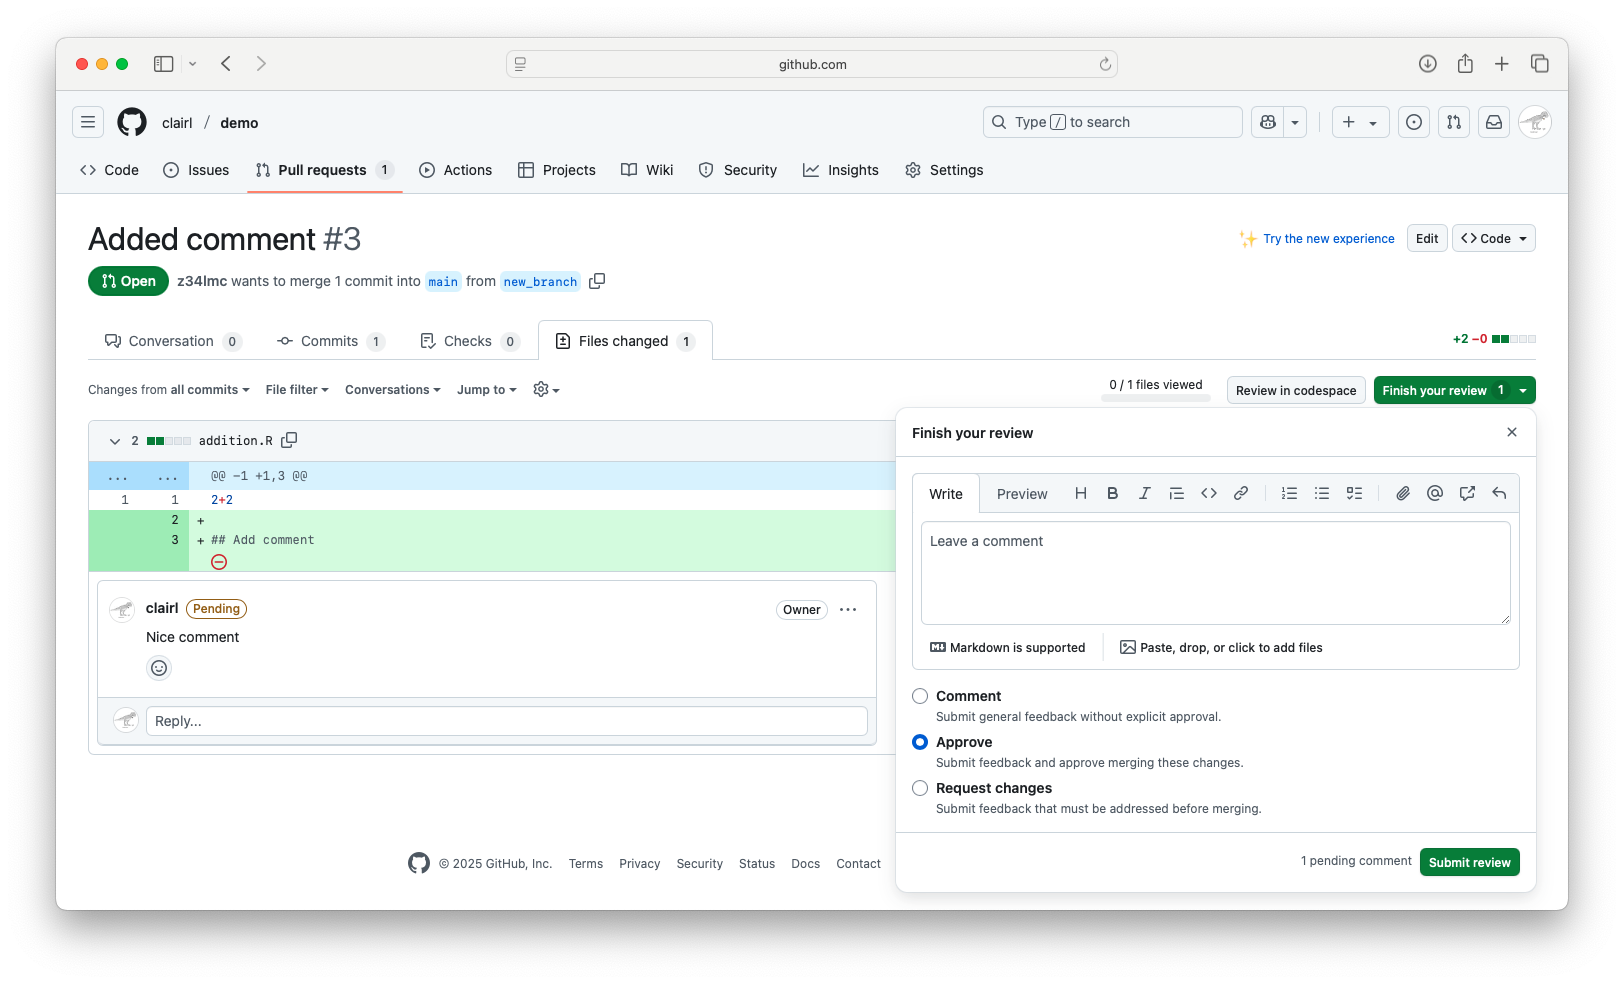 github.com
clairl / demo
Type / to search
Code
Issues
Pull requests 1
Actions
Projects
Wiki
Security
Insights
Settings
Added comment #3
Try the new experience
Edit
Code
Open
z34lmc wants to merge 1 commit into main from new_branch
Conversation 0
Commits 1
Checks 0
Files changed 1
+2 −0
Changes from all commits
File filter
Conversations
Jump to
0 / 1 files viewed
Review in codespace
Finish your review 1
2 addition.R
... ... @@ −1 +1,3 @@
1 1 2+2
2 +
3 + ## Add comment
clairl Pending Owner
Nice comment
Reply...
Finish your review
Write
Preview
Leave a comment
Markdown is supported
Paste, drop, or click to add files
Comment
Submit general feedback without explicit approval.
Approve
Submit feedback and approve merging these changes.
Request changes
Submit feedback that must be addressed before merging.
1 pending comment
Submit review
© 2025 GitHub, Inc. Terms Privacy Security Status Docs Contact